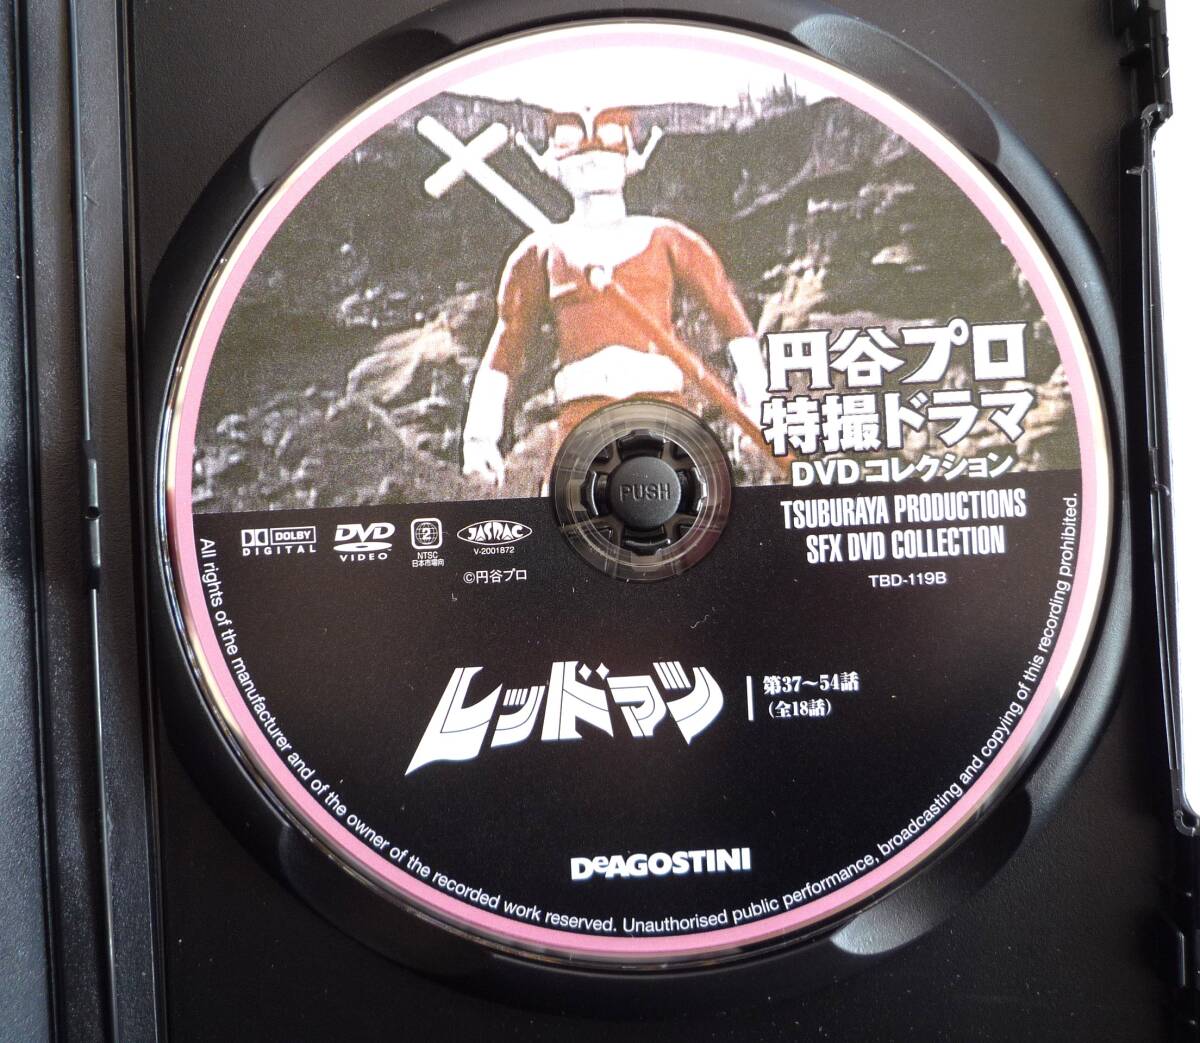 円谷プロ
特撮ドラマ
DVDコレクション
TSUBURAYA PRODUCTIONS
SFX DVD COLLECTION
TBD-119B
PUSH
DOLBY
DIGITAL
DVD
VIDEO
2
NTSC
日本市場向
JASRAC
V-2001872
©円谷プロ
レッドマン
第37〜54話
(全18話)
DeAGOSTINI
All rights of the manufacturer and of the owner of the recorded work reserved. Unauthorised public performance, broadcasting and copying of this recording prohibited.